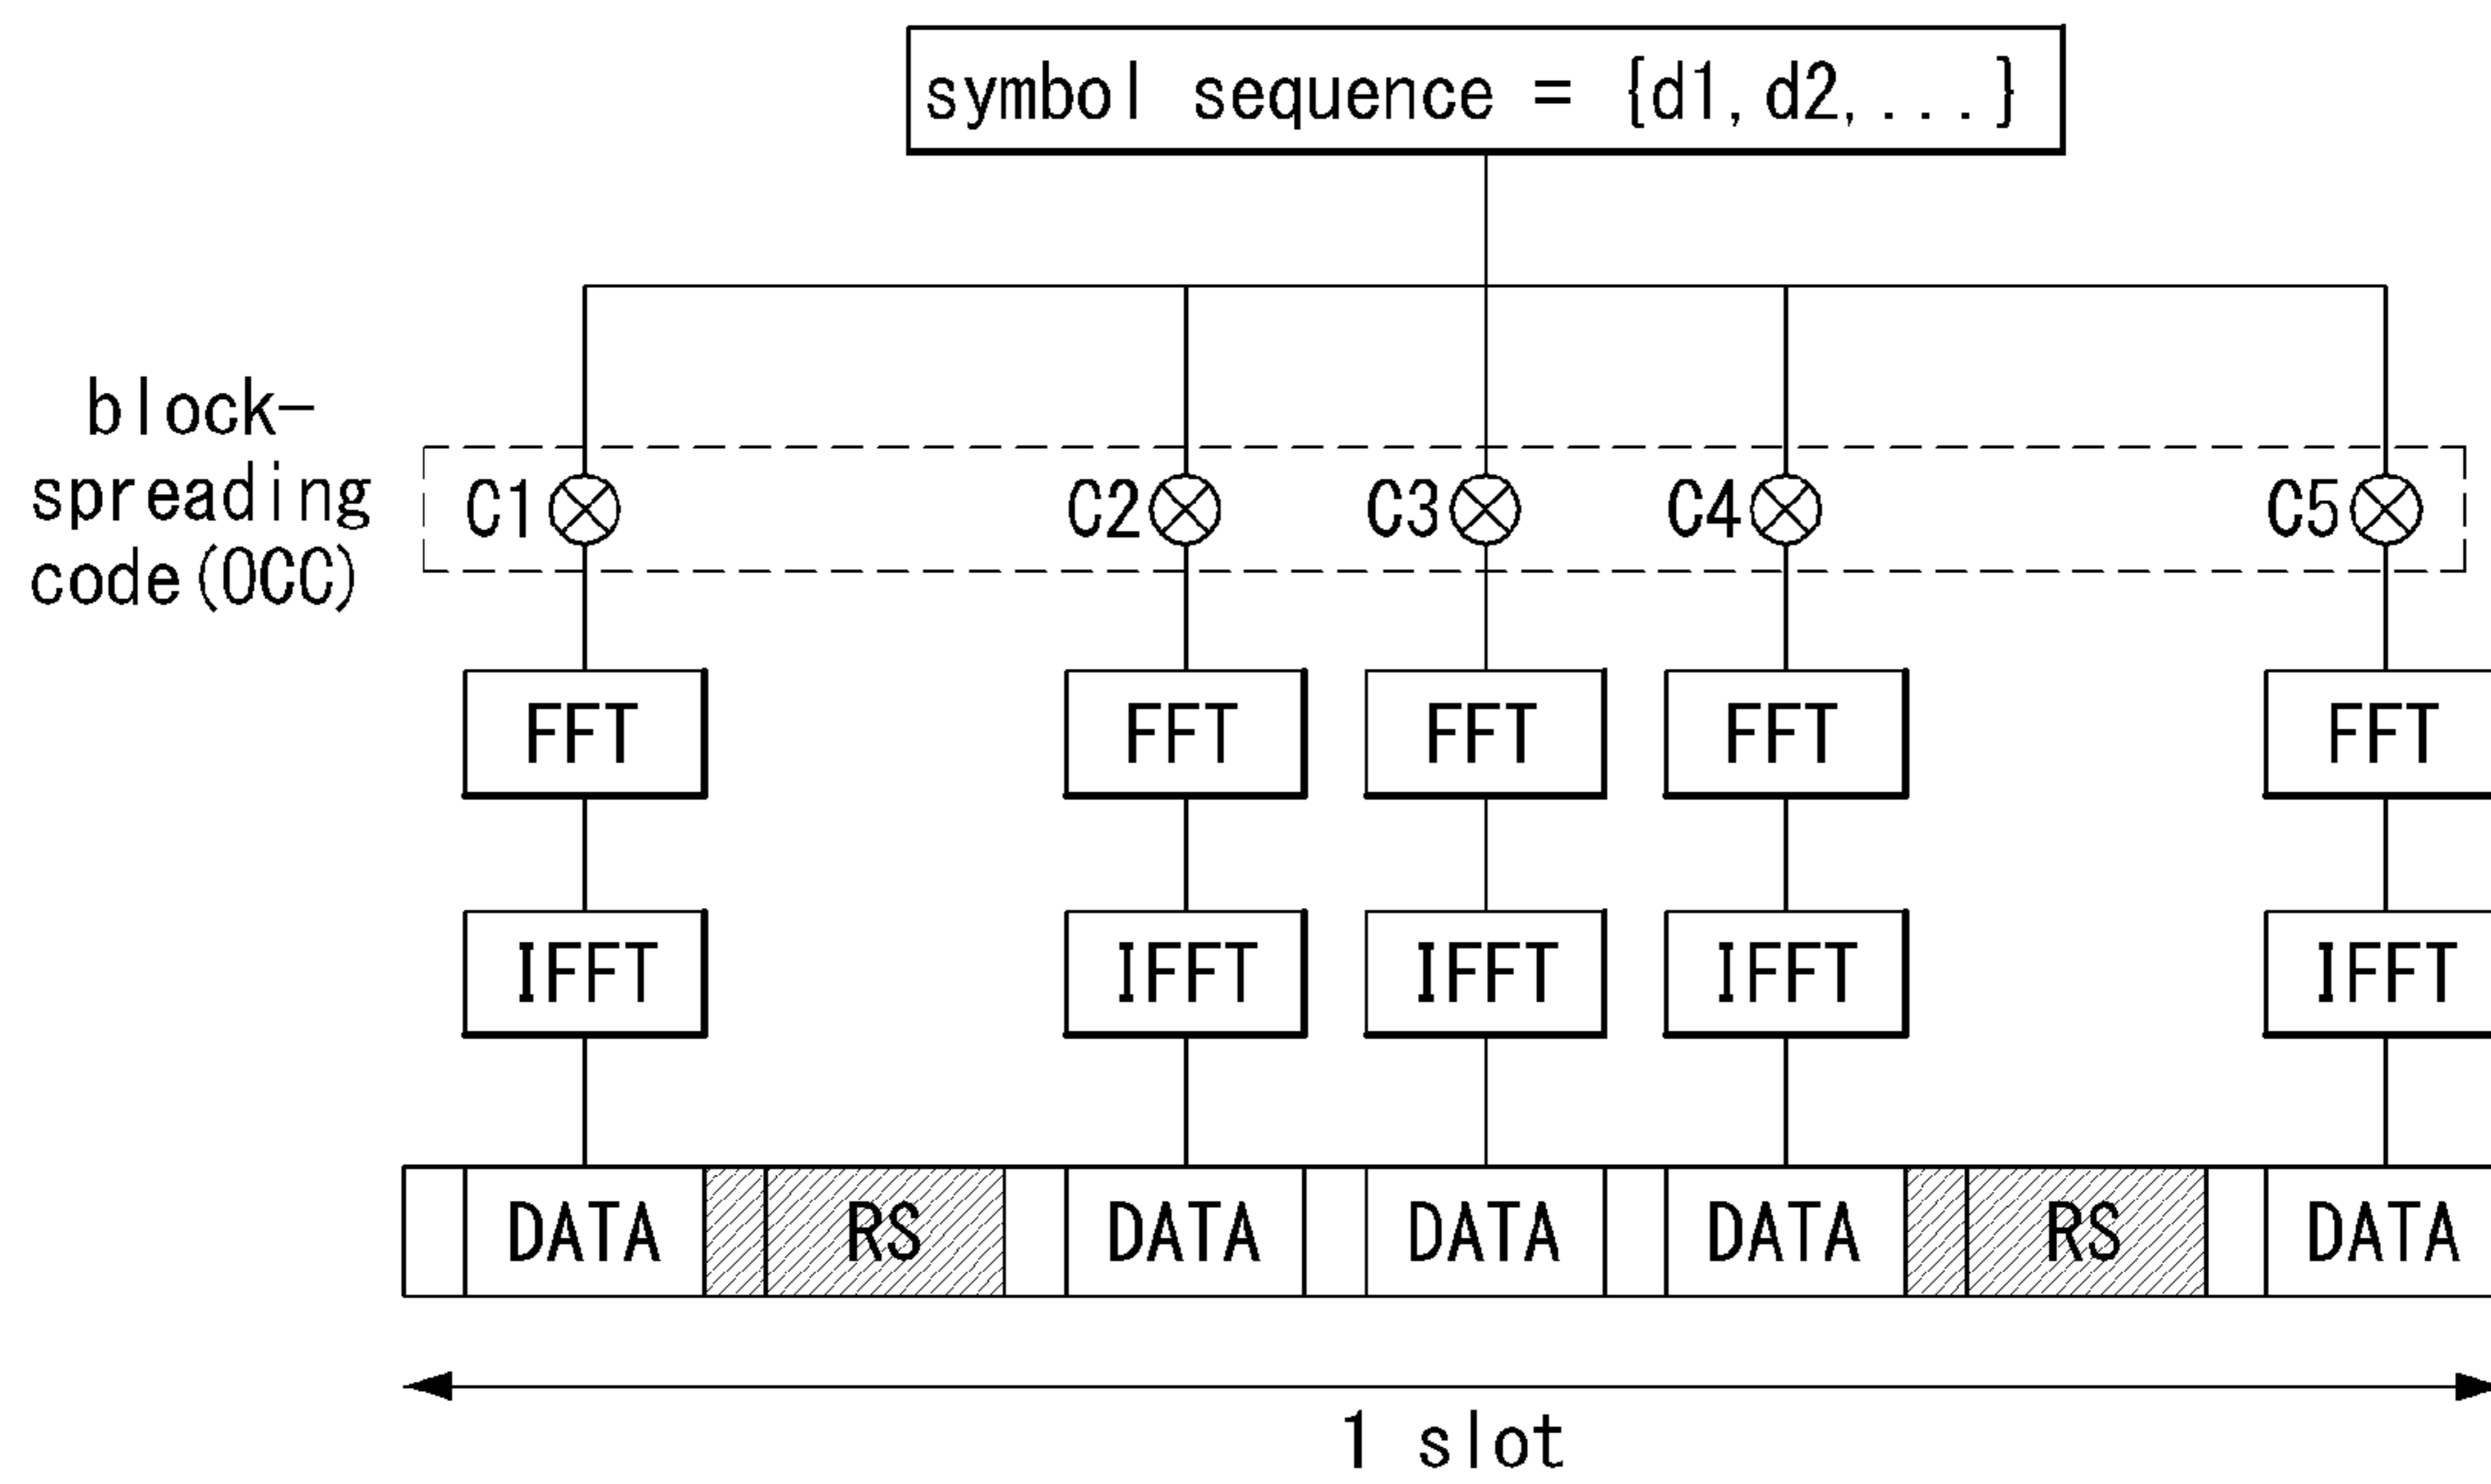 symbol sequence = {d1, d2, ...}
block-
spreading
code(OCC)
C1 C2 C3 C4 C5
FFT FFT FFT FFT FFT
IFFT IFFT IFFT IFFT IFFT
DATA RS DATA DATA DATA RS DATA
1 slot